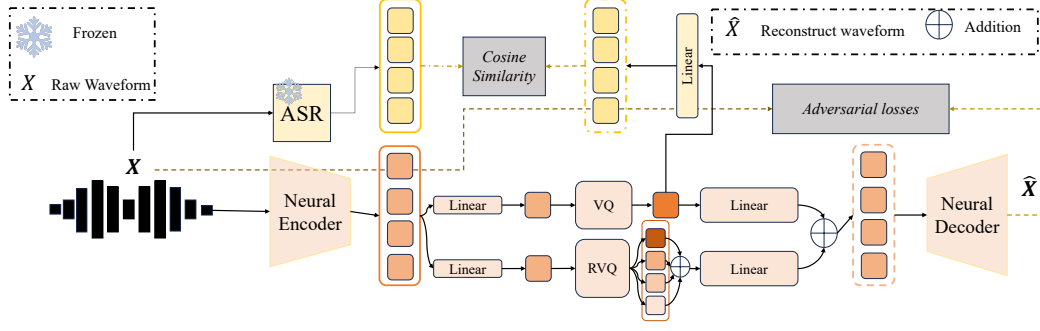 Frozen
X Raw Waveform
ASR
Cosine
Similarity
Linear
X̂ Reconstruct waveform
Addition
Adversarial losses
X
Neural
Encoder
Linear
VQ
Linear
Linear
RVQ
Linear
Neural
Decoder
X̂